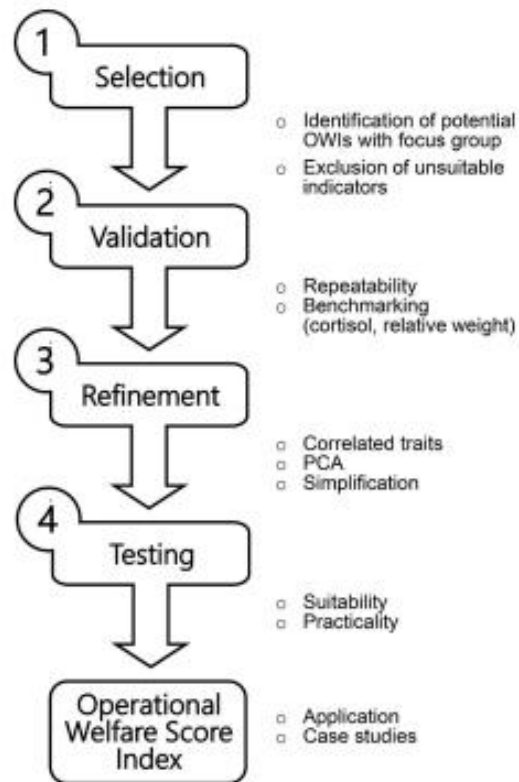 1
Selection
o Identification of potential
OWIs with focus group
o Exclusion of unsuitable
indicators
2
Validation
o Repeatability
o Benchmarking
(cortisol, relative weight)
3
Refinement
o Correlated traits
o PCA
o Simplification
4
Testing
o Suitability
o Practicality
Operational
Welfare Score
Index
o Application
o Case studies